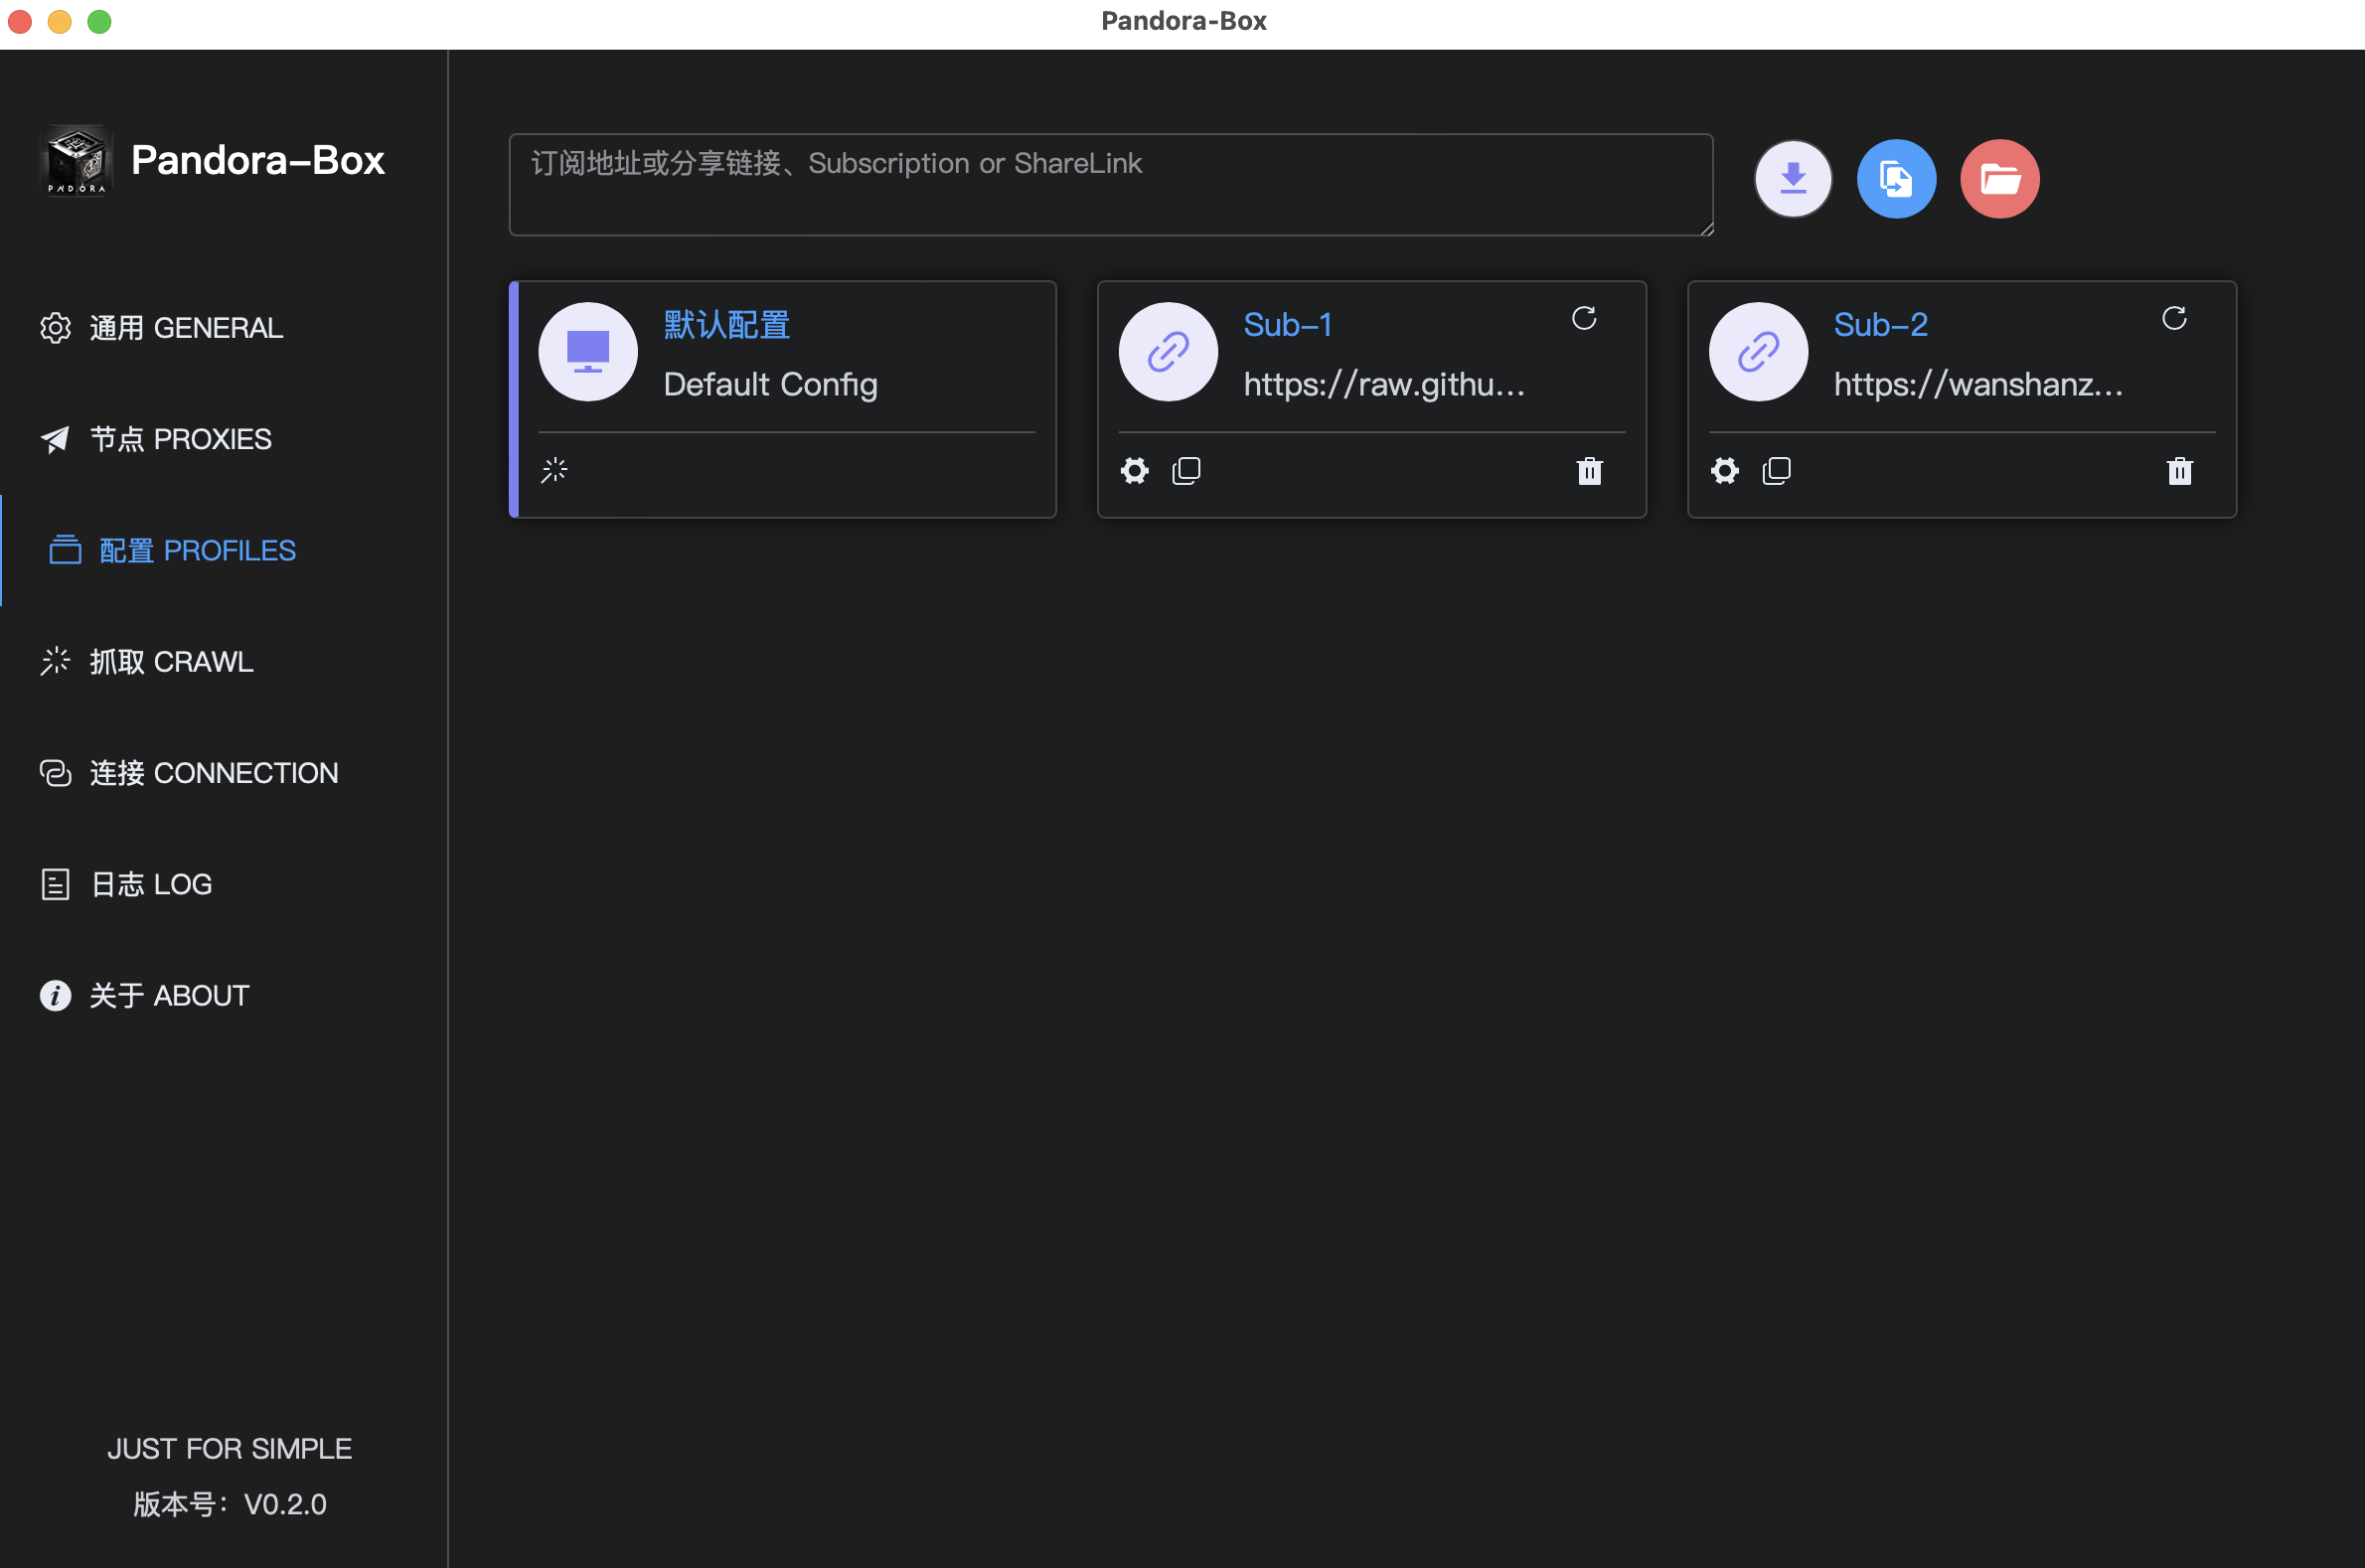 Pandora-Box
PANDORA
Pandora-Box
通用 GENERAL
节点 PROXIES
配置 PROFILES
抓取 CRAWL
连接 CONNECTION
日志 LOG
关于 ABOUT
JUST FOR SIMPLE
版本号：V0.2.0
订阅地址或分享链接、Subscription or ShareLink
默认配置
Default Config
Sub-1
https://raw.githu...
Sub-2
https://wanshanz...